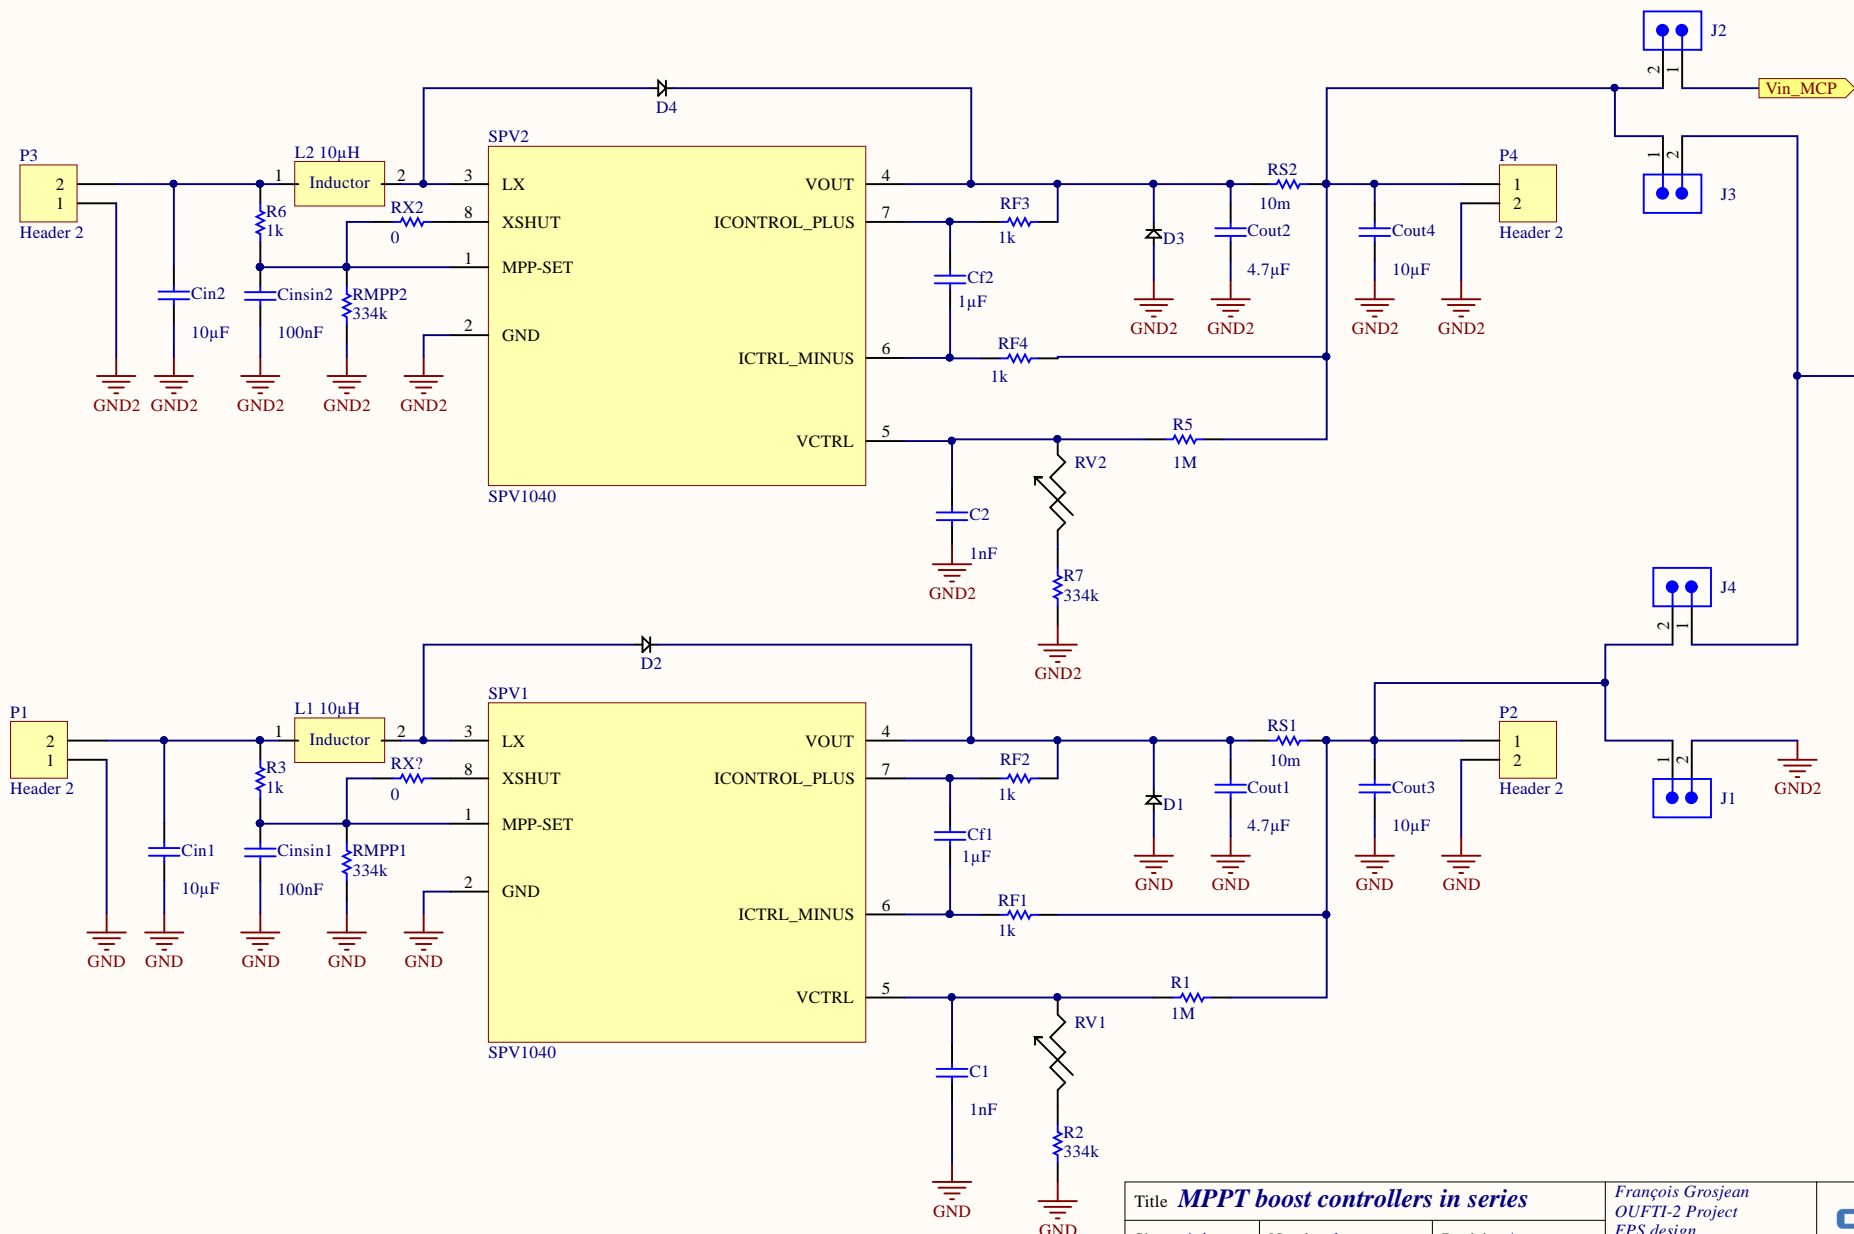 J2
2
1
Vin_MCP
D4
SPV2
P3
2
1
Header 2
L2 10µH
1
Inductor
2
3
LX
VOUT
4
RS2
10m
P4
1
2
Header 2
1
2
J3
R6
1k
RX2
0
8
XSHUT
ICONTROL_PLUS
7
RF3
1k
D3
Cout2
4.7µF
Cout4
10µF
1
MPP-SET
Cin2
10µF
Cinsin2
100nF
RMPP2
334k
Cf2
1µF
GND2
GND2
GND2
GND2
2
GND
ICTRL_MINUS
6
RF4
1k
GND2
GND2
GND2
GND2
GND2
VCTRL
5
R5
1M
RV2
SPV1040
C2
1nF
GND2
R7
334k
GND2
J4
2
1
D2
SPV1
P1
2
1
Header 2
L1 10µH
1
Inductor
2
3
LX
VOUT
4
RS1
10m
P2
1
2
Header 2
1
2
J1
GND2
R3
1k
RX?
0
8
XSHUT
ICONTROL_PLUS
7
RF2
1k
D1
Cout1
4.7µF
Cout3
10µF
1
MPP-SET
Cin1
10µF
Cinsin1
100nF
RMPP1
334k
Cf1
1µF
GND
GND
GND
GND
2
GND
ICTRL_MINUS
6
RF1
1k
GND
GND
GND
GND
GND
VCTRL
5
R1
1M
RV1
SPV1040
C1
1nF
R2
334k
GND
GND
Title MPPT boost controllers in series
François Grosjean
OUFTI-2 Project
EPS design